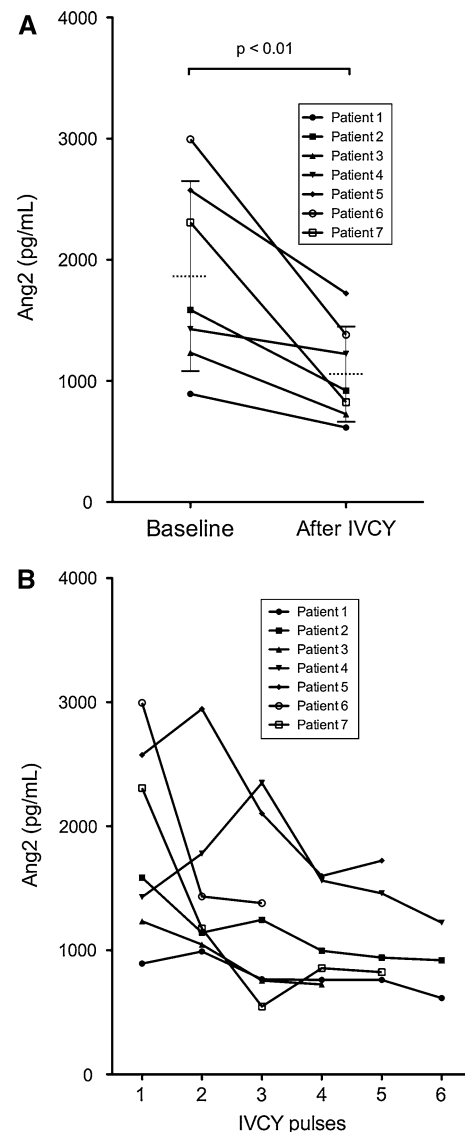 A
4000
p < 0.01
Patient 1
Patient 2
Patient 3
Patient 4
Patient 5
Patient 6
Patient 7
3000
2000
1000
0
Ang2 (pg/mL)
Baseline
After IVCY
B
4000
Patient 1
Patient 2
Patient 3
Patient 4
Patient 5
Patient 6
Patient 7
3000
2000
1000
0
Ang2 (pg/mL)
1 2 3 4 5 6
IVCY pulses